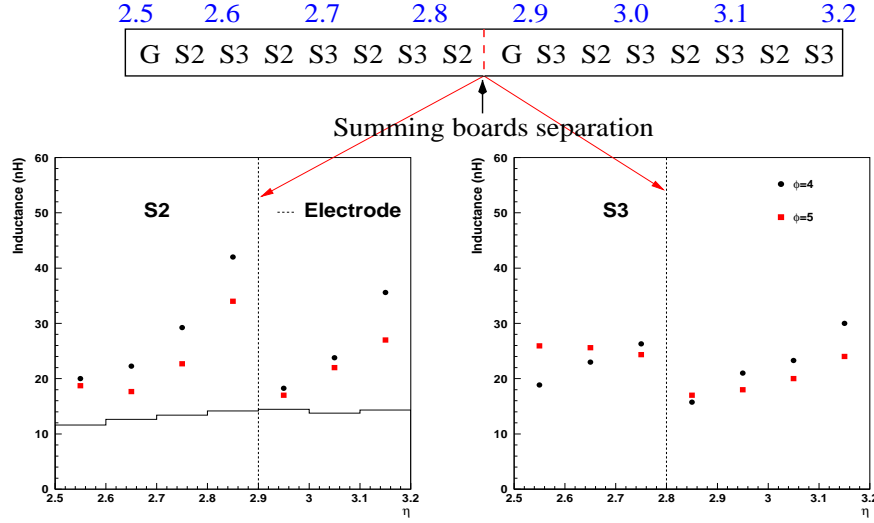 2.5 2.6 2.7 2.8 2.9 3.0 3.1 3.2
G S2 S3 S2 S3 S2 S3 S2 G S3 S2 S3 S2 S3 S2 S3
Summing boards separation
Inductance (nH)
60
50
40
30
20
10
0
S2
Electrode
2.5 2.6 2.7 2.8 2.9 3 3.1 3.2
η
Inductance (nH)
60
50
40
30
20
10
0
S3
ϕ=4
ϕ=5
2.5 2.6 2.7 2.8 2.9 3 3.1 3.2
η